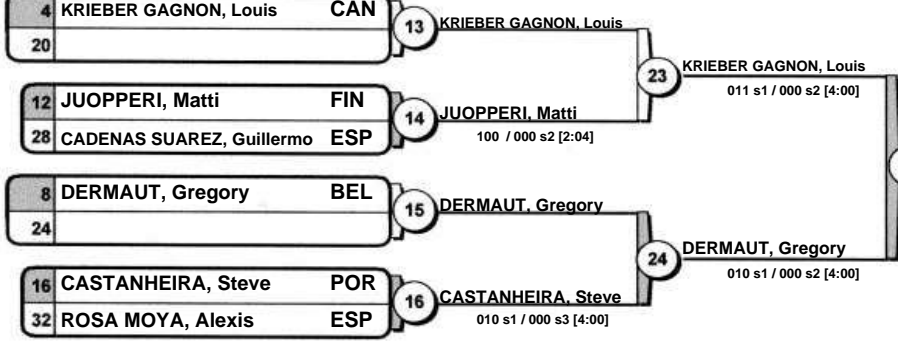 4 KRIEBER GAGNON, Louis CAN
20
13
KRIEBER GAGNON, Louis
12 JUOPPERI, Matti FIN
28 CADENAS SUAREZ, Guillermo ESP
14
JUOPPERI, Matti
100 / 000 s2 [2:04]
23
KRIEBER GAGNON, Louis
011 s1 / 000 s2 [4:00]
8 DERMAUT, Gregory BEL
24
15
DERMAUT, Gregory
16 CASTANHEIRA, Steve POR
32 ROSA MOYA, Alexis ESP
16
CASTANHEIRA, Steve
010 s1 / 000 s3 [4:00]
24
DERMAUT, Gregory
010 s1 / 000 s2 [4:00]